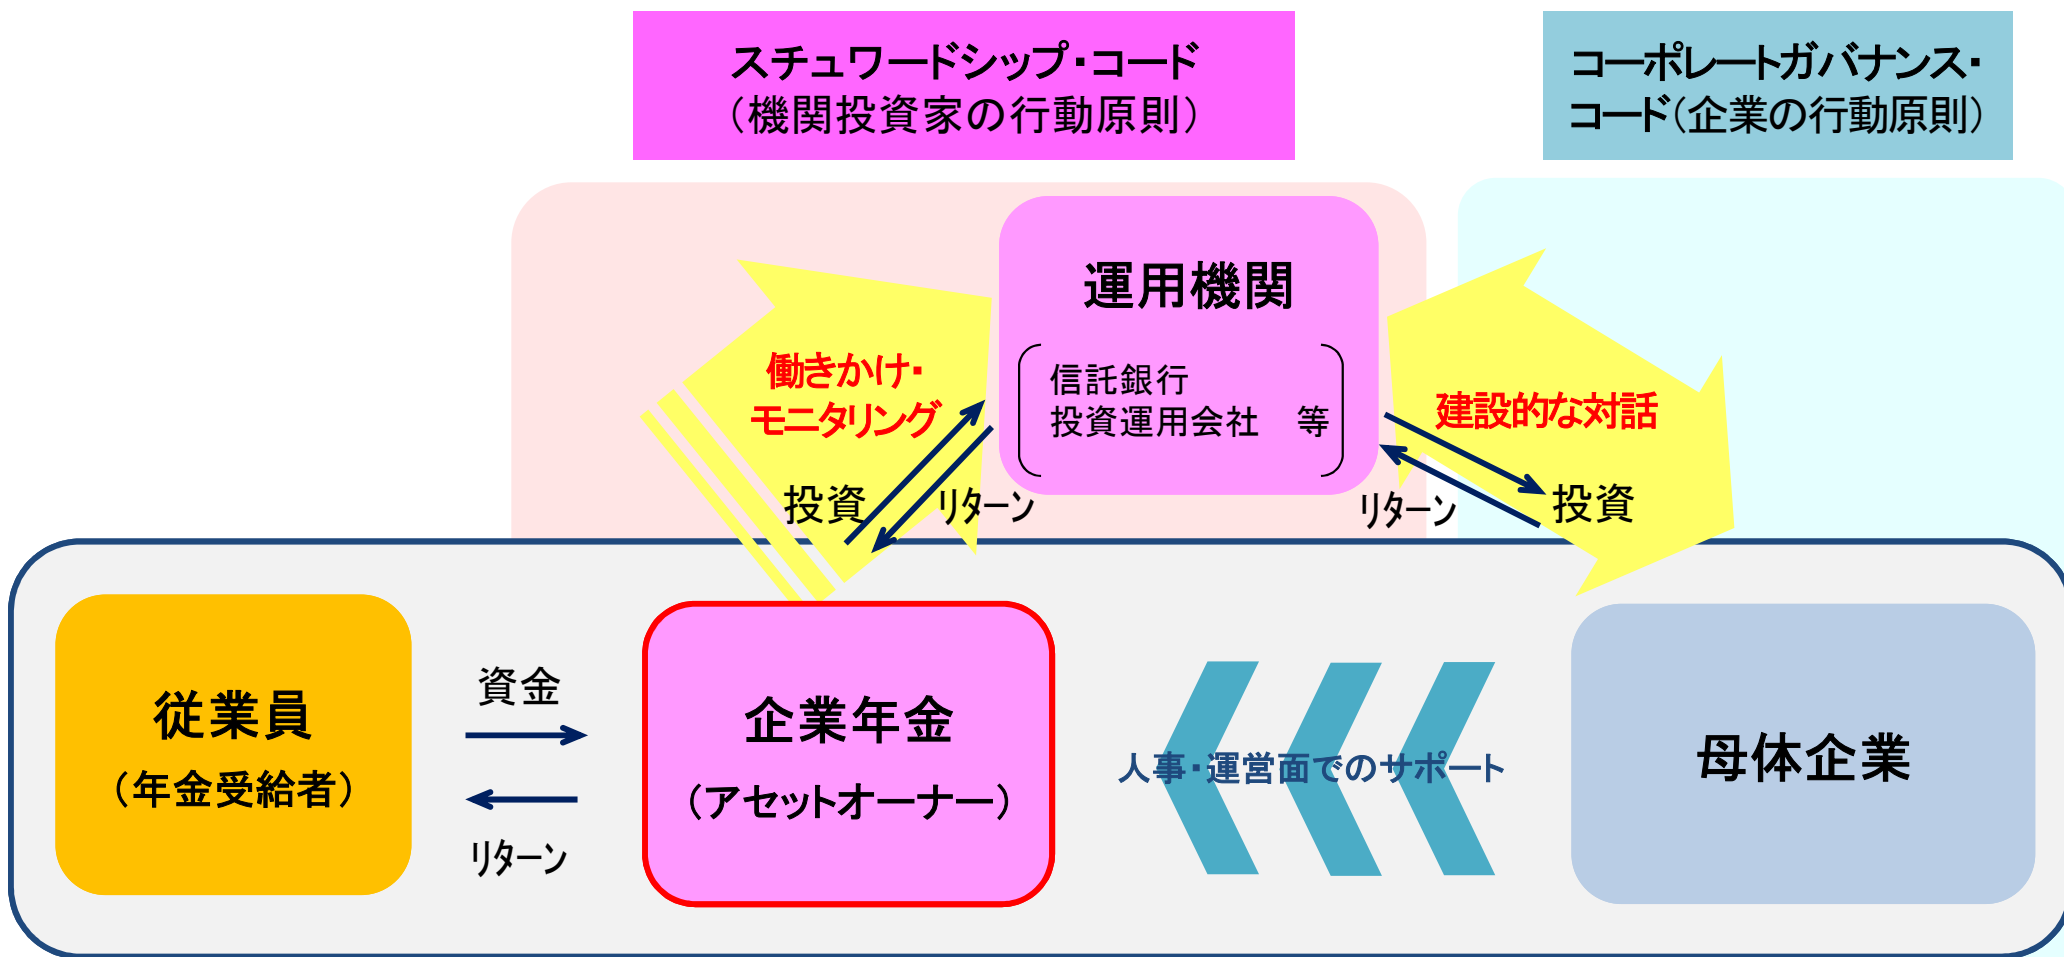 スチュワードシップ・コード
（機関投資家の行動原則）
コーポレートガバナンス・
コード（企業の行動原則）
運用機関
信託銀行
投資運用会社　等
働きかけ・
モニタリング
投資
リターン
建設的な対話
リターン
投資
従業員
（年金受給者）
資金
リターン
企業年金
（アセットオーナー）
人事・運営面でのサポート
母体企業